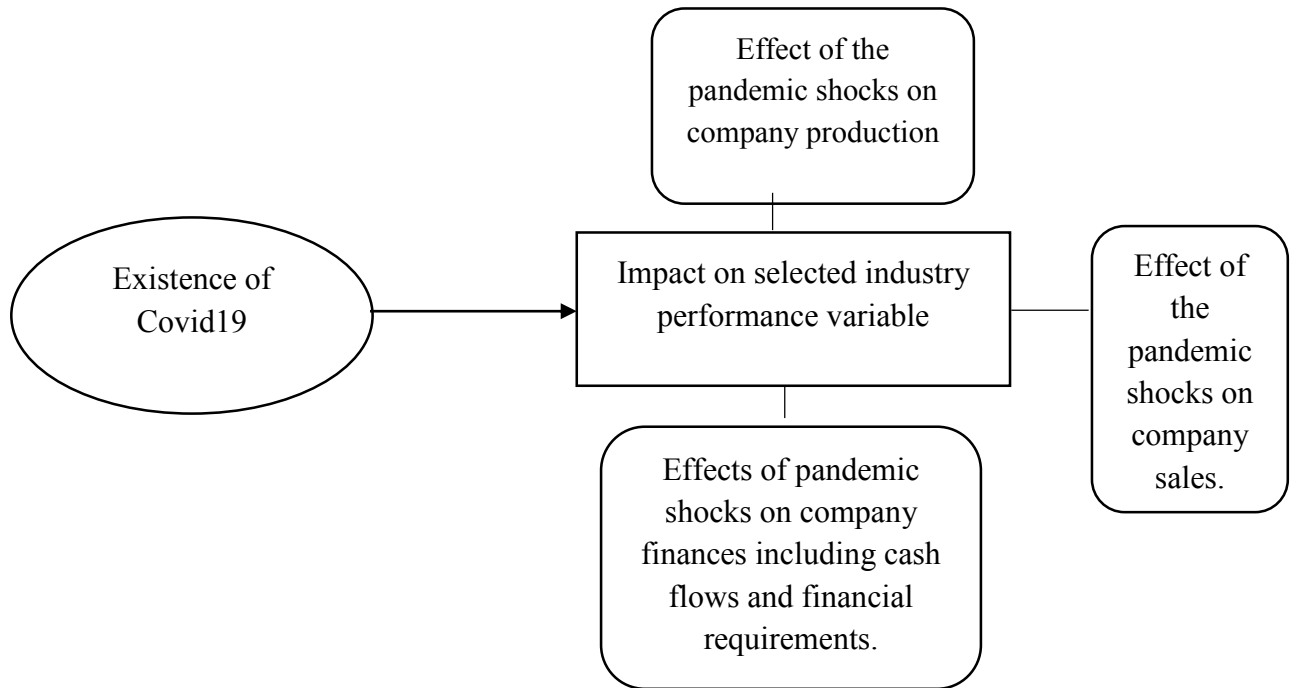 Effect of the
pandemic shocks on
company production
Existence of
Covid19
Impact on selected industry
performance variable
Effect of
the
pandemic
shocks on
company
sales.
Effects of pandemic
shocks on company
finances including cash
flows and financial
requirements.